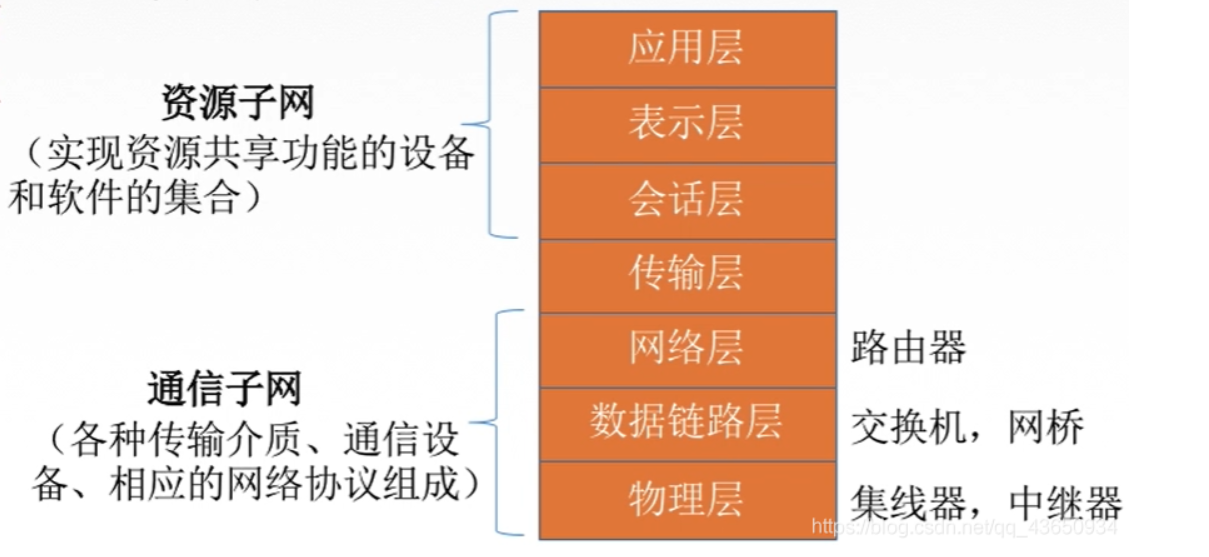 应用层
资源子网
表示层
（实现资源共享功能的设备
和软件的集合）
会话层
传输层
网络层
路由器
通信子网
（各种传输介质、通信设
备、相应的网络协议组成）
数据链路层
交换机，网桥
物理层
集线器，中继器
https://blog.csdn.net/qq_43650934